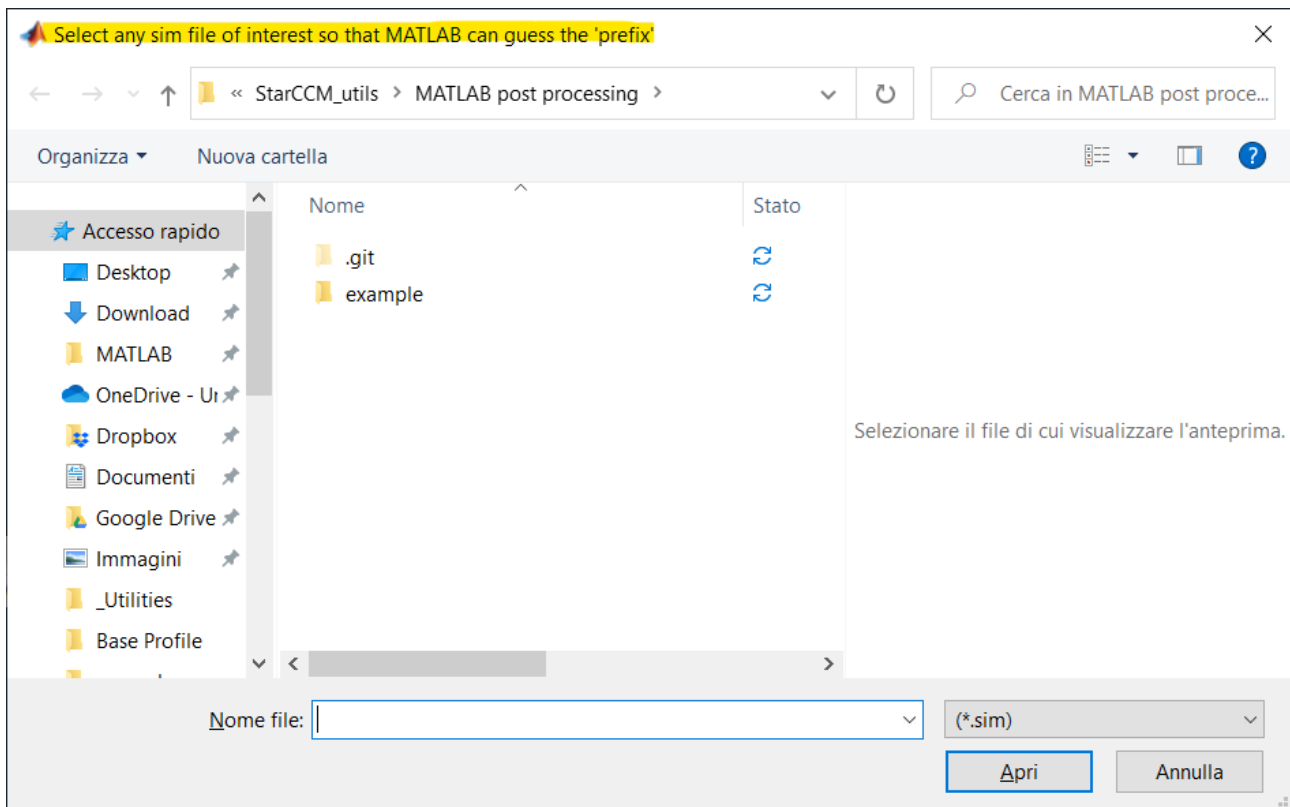 Select any sim file of interest so that MATLAB can guess the 'prefix'
« StarCCM_utils > MATLAB post processing >
Cerca in MATLAB post proce...
Organizza
Nuova cartella
Nome
Stato
Accesso rapido
Desktop
Download
MATLAB
OneDrive - Ur
Dropbox
Documenti
Google Drive
Immagini
_Utilities
Base Profile
.git
example
Selezionare il file di cui visualizzare l'anteprima.
Nome file:
(*.sim)
Apri
Annulla